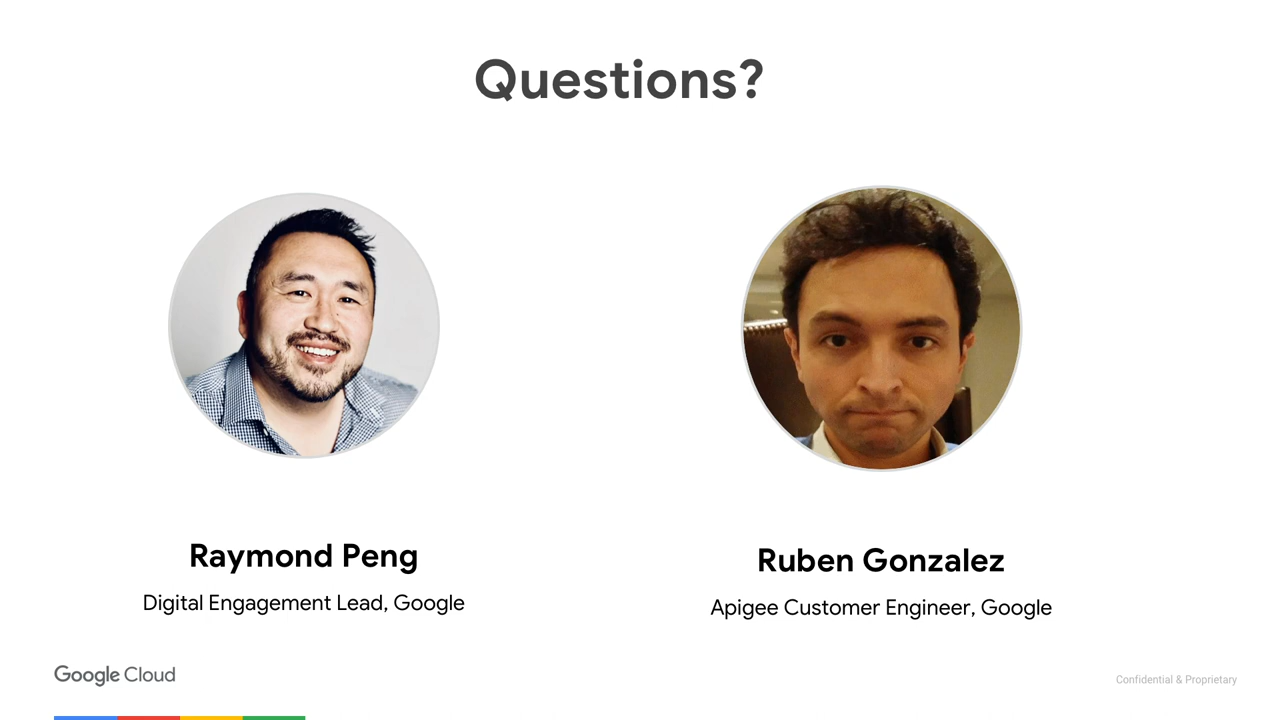 Questions?
Raymond Peng
Digital Engagement Lead, Google
Ruben Gonzalez
Apigee Customer Engineer, Google
Google Cloud
Confidential & Proprietary